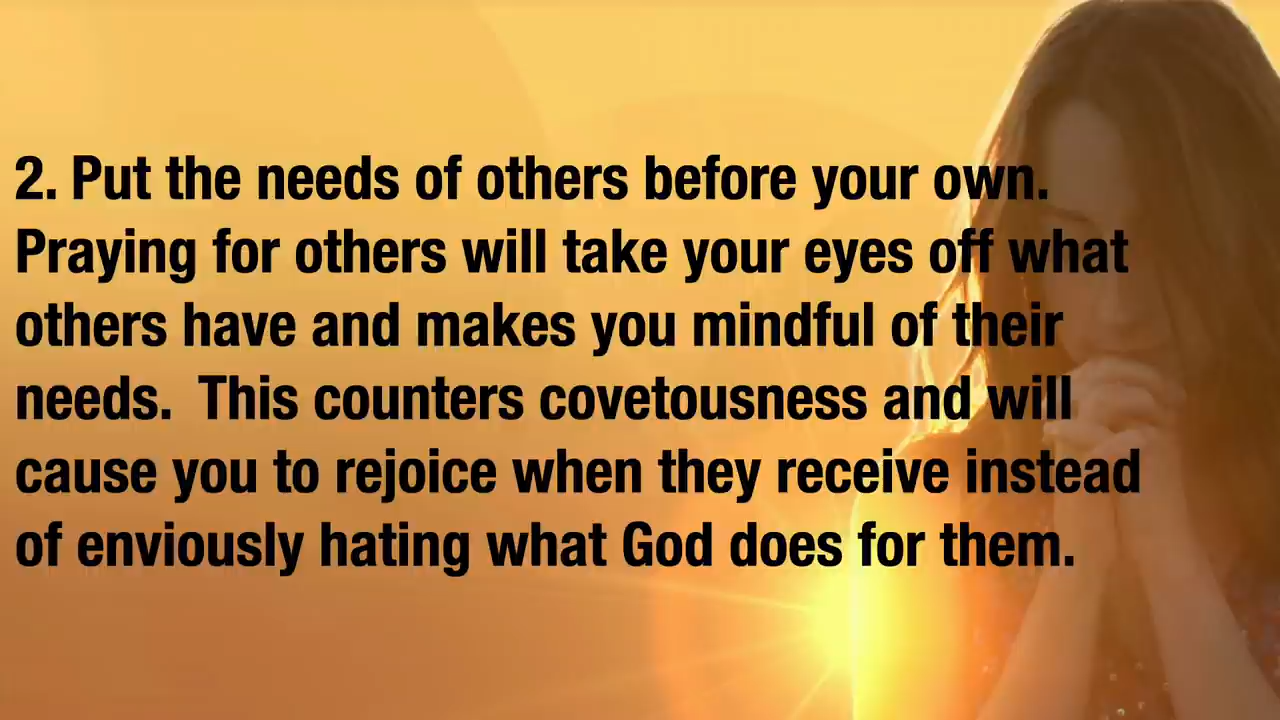 2. Put the needs of others before your own.
Praying for others will take your eyes off what
others have and makes you mindful of their
needs.  This counters covetousness and will
cause you to rejoice when they receive instead
of enviously hating what God does for them.